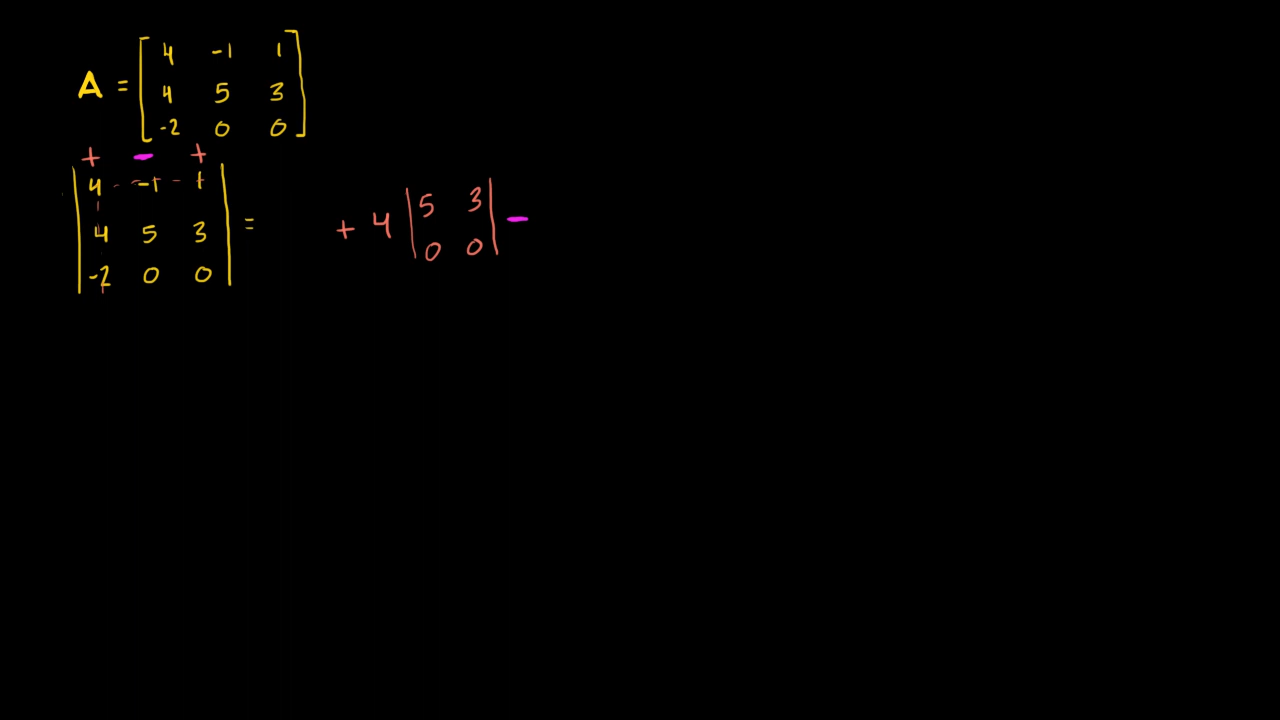 A = [ 4 -1 1
4 5 3
-2 0 0 ]
+ - +
| 4 -1 1 |
| 4 5 3 | = + 4 | 5 3 | -
| -2 0 0 | | 0 0 |